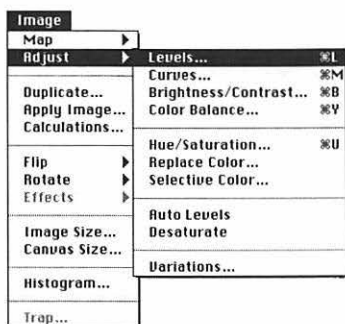 Image
Map
Adjust
Duplicate...
Apply Image...
Calculations...
Flip
Rotate
Effects
Image Size...
Canvas Size...
Histogram...
Trap...
Levels... ⌘L
Curves... ⌘M
Brightness/Contrast... ⌘B
Color Balance... ⌘Y
Hue/Saturation... ⌘U
Replace Color...
Selective Color...
Auto Levels
Desaturate
Variations...